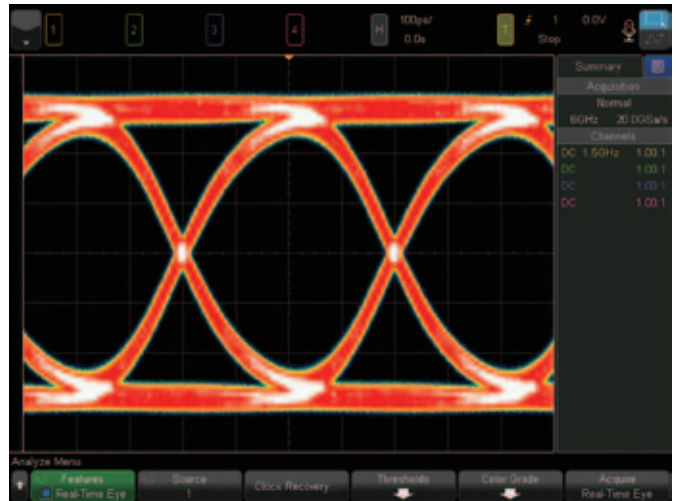 1 2 3 4 H 100ps/ 0.0s T 1 Stop 0.0V
Summary
Acquisition
Normal
6GHz 20.0GSa/s
Channels
DC 1.5GHz 1.00:1
DC 1.00:1
DC 1.00:1
DC 1.00:1
Analyze Menu
Features Real-Time Eye
Source 1
Clock Recovery
Thresholds
Color Grade
Acquire Real-Time Eye